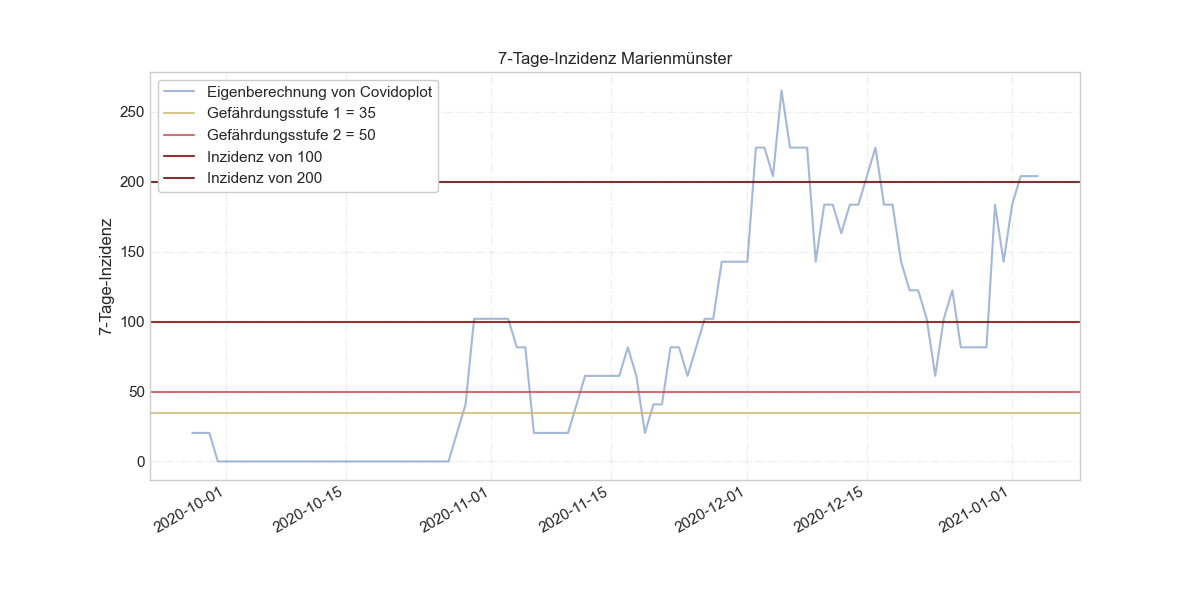 7-Tage-Inzidenz Marienmünster
Eigenberechnung von Covidoplot
Gefährdungsstufe 1 = 35
Gefährdungsstufe 2 = 50
Inzidenz von 100
Inzidenz von 200
7-Tage-Inzidenz
250
200
150
100
50
0
2020-10-01
2020-10-15
2020-11-01
2020-11-15
2020-12-01
2020-12-15
2021-01-01